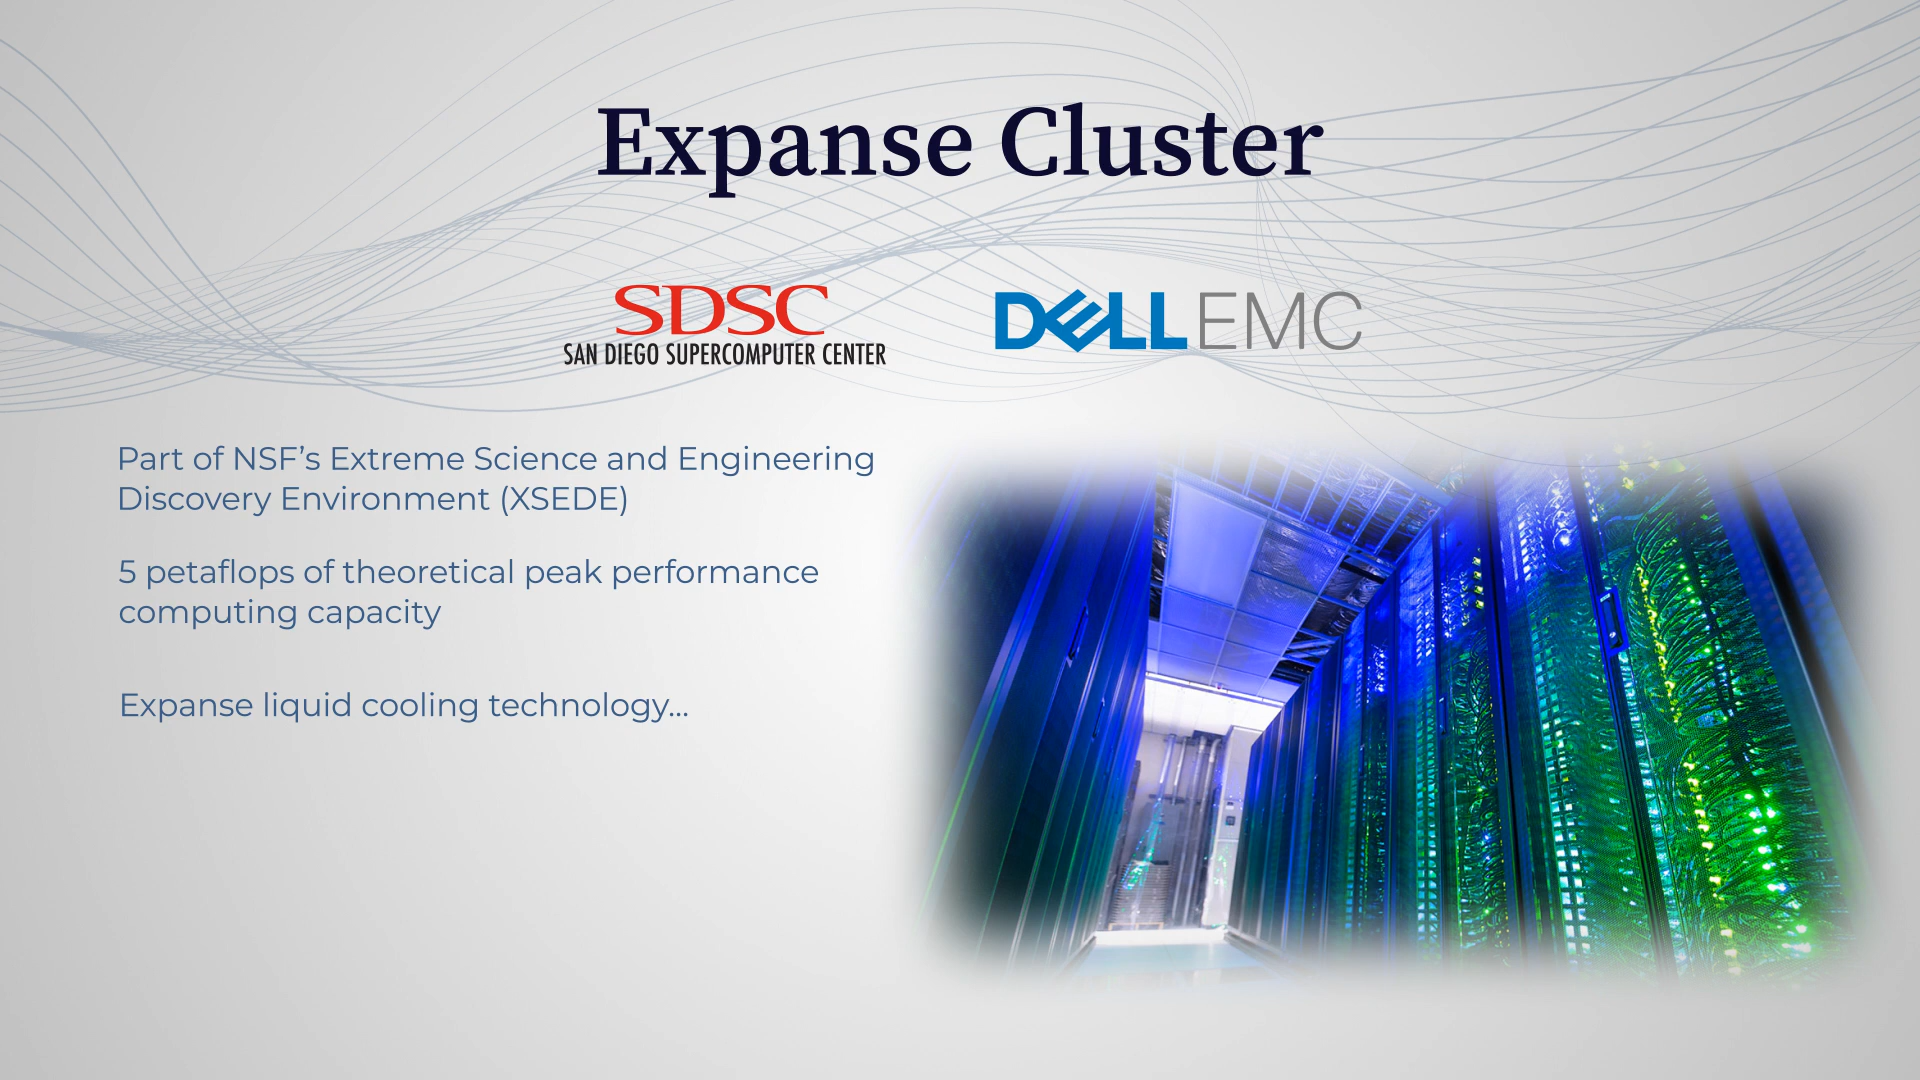 Expanse Cluster
SDSC
SAN DIEGO SUPERCOMPUTER CENTER
DELL EMC
Part of NSF’s Extreme Science and Engineering
Discovery Environment (XSEDE)
5 petaflops of theoretical peak performance
computing capacity
Expanse liquid cooling technology...